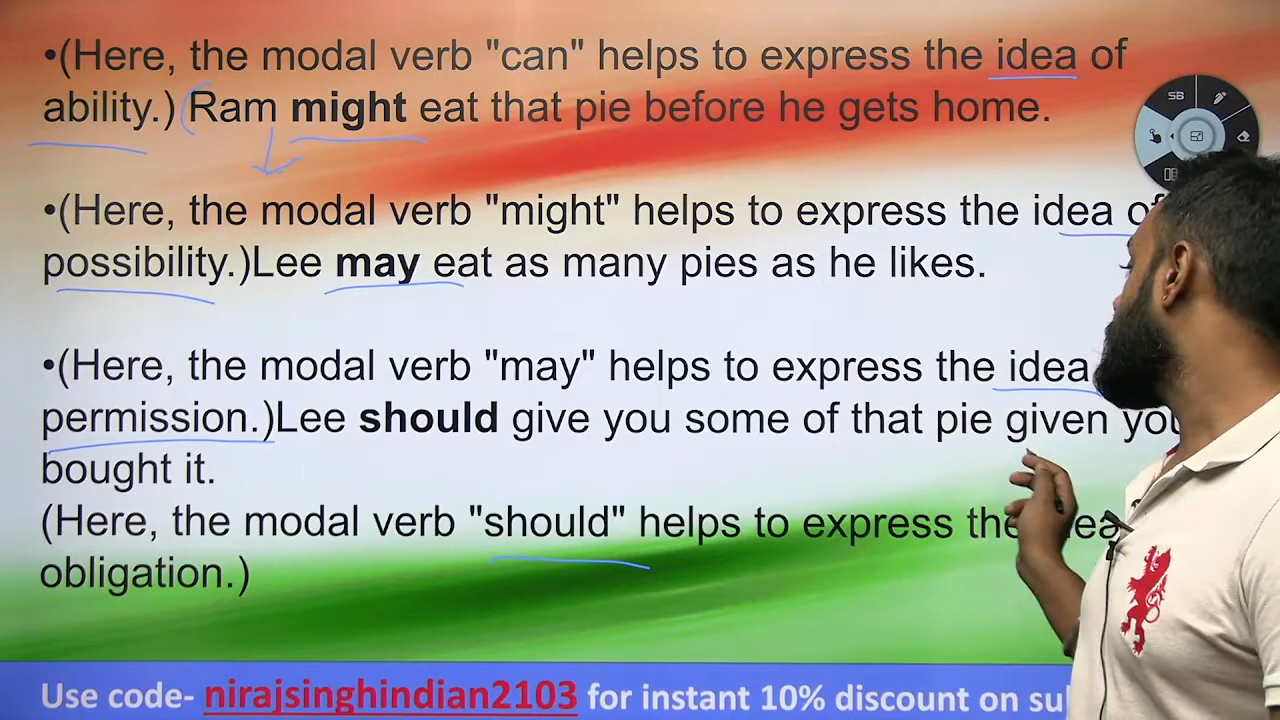 •(Here, the modal verb "can" helps to express the idea of
ability.) Ram might eat that pie before he gets home.
•(Here, the modal verb "might" helps to express the idea of
possibility.)Lee may eat as many pies as he likes.
•(Here, the modal verb "may" helps to express the idea
permission.)Lee should give you some of that pie given you
bought it.
(Here, the modal verb "should" helps to express the idea
obligation.)
SB
Use code- nirajsinghindian2103 for instant 10% discount on